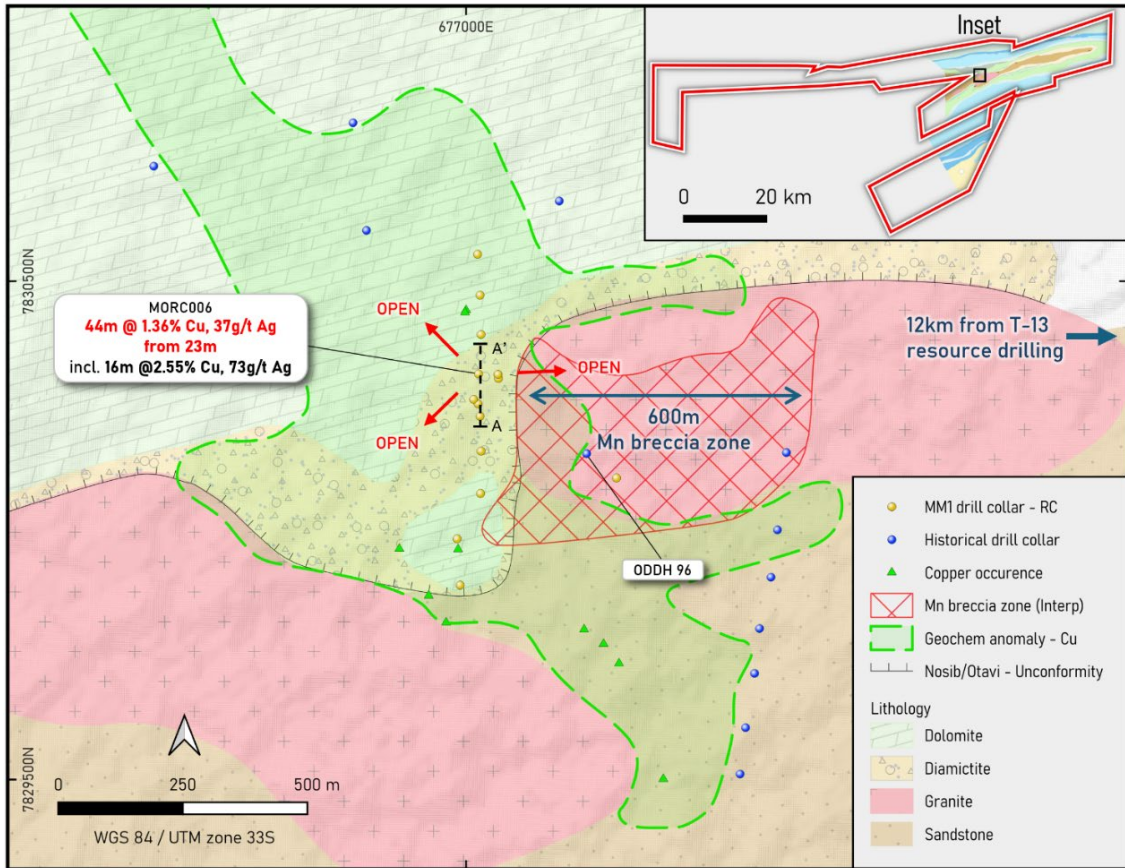 677000E
Inset
0 20 km
7830500N
MORC006
44m @ 1.36% Cu, 37g/t Ag
from 23m
incl. 16m @2.55% Cu, 73g/t Ag
OPEN
A'
OPEN
12km from T-13
resource drilling
600m
Mn breccia zone
OPEN
A
ODDH 96
7829500N
0 250 500 m
WGS 84 / UTM zone 33S
MM1 drill collar - RC
Historical drill collar
Copper occurence
Mn breccia zone (Interp)
Geochem anomaly - Cu
Nosib/Otavi - Unconformity
Lithology
Dolomite
Diamictite
Granite
Sandstone